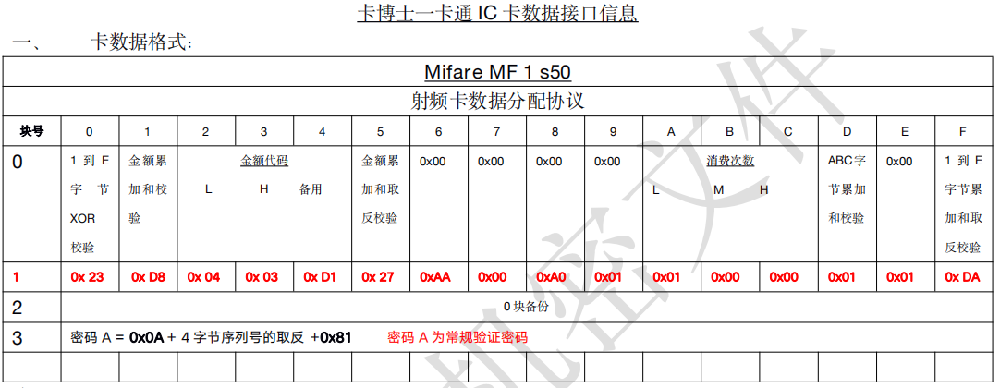 卡博士一卡通 IC 卡数据接口信息
一、 卡数据格式:
Mifare MF 1 s50
射频卡数据分配协议
块号 0 1 2 3 4 5 6 7 8 9 A B C D E F
0 1 到 E 金额累 金额代码 金额累 0x00 0x00 0x00 0x00 消费次数 ABC字 0x00 1 到 E
字 节 加和校 L H 备用 加和取 L M H 节累加 字节累
XOR 验 反校验 和校验 加和取
校验 反校验
1 0x 23 0x D8 0x 04 0x 03 0x D1 0x 27 0xAA 0x00 0xA0 0x01 0x01 0x00 0x00 0x01 0x01 0x DA
2 0 块备份
3 密码 A = 0x0A + 4 字节序列号的取反 +0x81 密码 A 为常规验证密码
机密文件